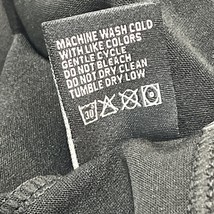 MACHINE WASH COLD
WITH LIKE COLORS
GENTLE CYCLE
DO NOT BLEACH
DO NOT DRY CLEAN
TUMBLE DRY LOW
30